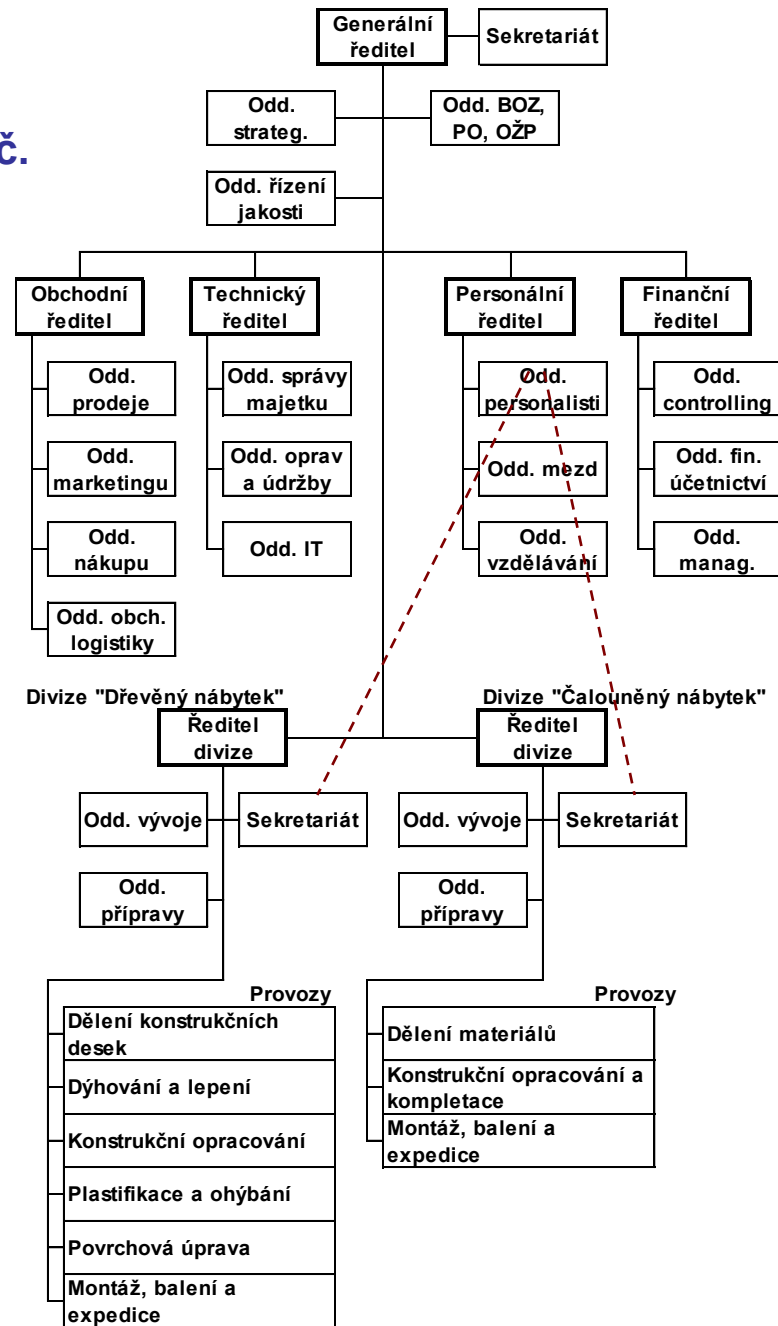 Generální
ředitel
Sekretariát
Odd.
strateg.
Odd. BOZ,
PO, OŽP
č.
Odd. řízení
jakosti
Obchodní
ředitel
Technický
ředitel
Personální
ředitel
Finanční
ředitel
Odd.
prodeje
Odd. správy
majetku
Odd.
personalisti
Odd.
controlling
Odd.
marketingu
Odd. oprav
a údržby
Odd. mezd
Odd. fin.
účetnictví
Odd.
nákupu
Odd. IT
Odd.
vzdělávání
Odd.
manag.
Odd. obch.
logistiky
Divize "Dřevěný nábytek"
Divize "Čalouněný nábytek"
Ředitel
divize
Ředitel
divize
Odd. vývoje
Sekretariát
Odd. vývoje
Sekretariát
Odd.
přípravy
Odd.
přípravy
Provozy
Dělení konstrukčních
desek
Dýhování a lepení
Konstrukční opracování
Plastifikace a ohýbání
Povrchová úprava
Montáž, balení a
expedice
Provozy
Dělení materiálů
Konstrukční opracování a
kompletace
Montáž, balení a
expedice